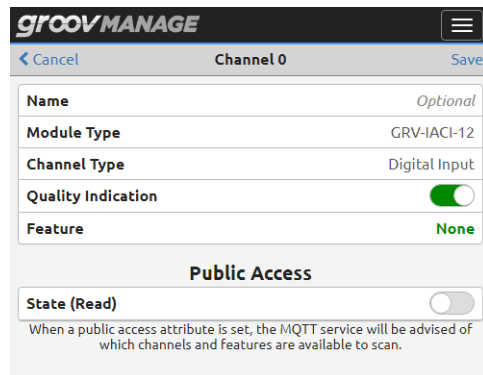 groov MANAGE
Cancel Channel 0 Save
Name Optional
Module Type GRV-IACI-12
Channel Type Digital Input
Quality Indication
Feature None
Public Access
State (Read)
When a public access attribute is set, the MQTT service will be advised of
which channels and features are available to scan.